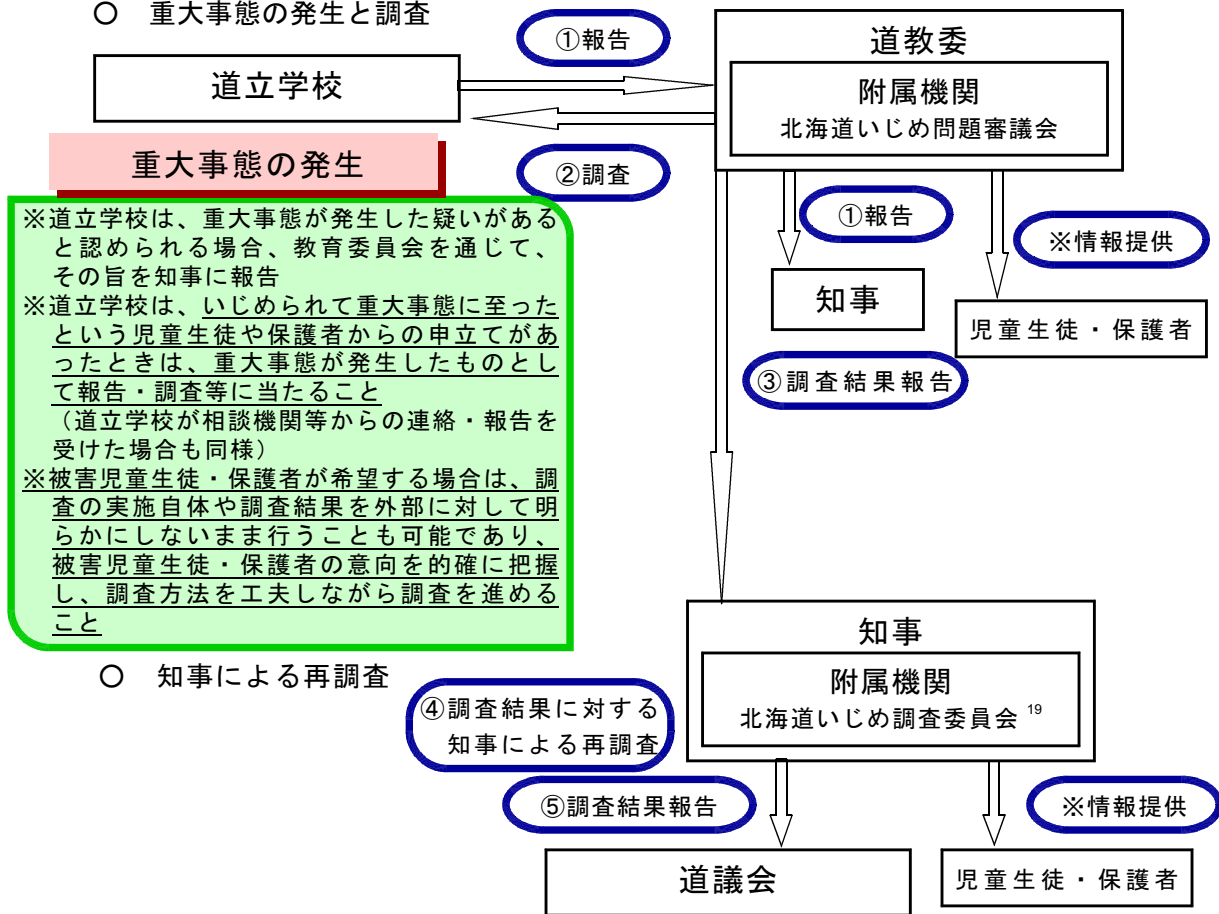 ○ 重大事態の発生と調査
①報告
道立学校
道教委
附属機関
北海道いじめ問題審議会
重大事態の発生
②調査
※道立学校は、重大事態が発生した疑いがある
と認められる場合、教育委員会を通じて、
その旨を知事に報告
※道立学校は、いじめられて重大事態に至った
という児童生徒や保護者からの申立てがあ
ったときは、重大事態が発生したものとし
て報告・調査等に当たること
（道立学校が相談機関等からの連絡・報告を
受けた場合も同様）
※被害児童生徒・保護者が希望する場合は、調
査の実施自体や調査結果を外部に対して明
らかにしないまま行うことも可能であり、
被害児童生徒・保護者の意向を的確に把握
し、調査方法を工夫しながら調査を進める
こと
①報告
※情報提供
知事
児童生徒・保護者
③調査結果報告
○ 知事による再調査
知事
附属機関
北海道いじめ調査委員会 19
④調査結果に対する
知事による再調査
⑤調査結果報告
※情報提供
道議会
児童生徒・保護者